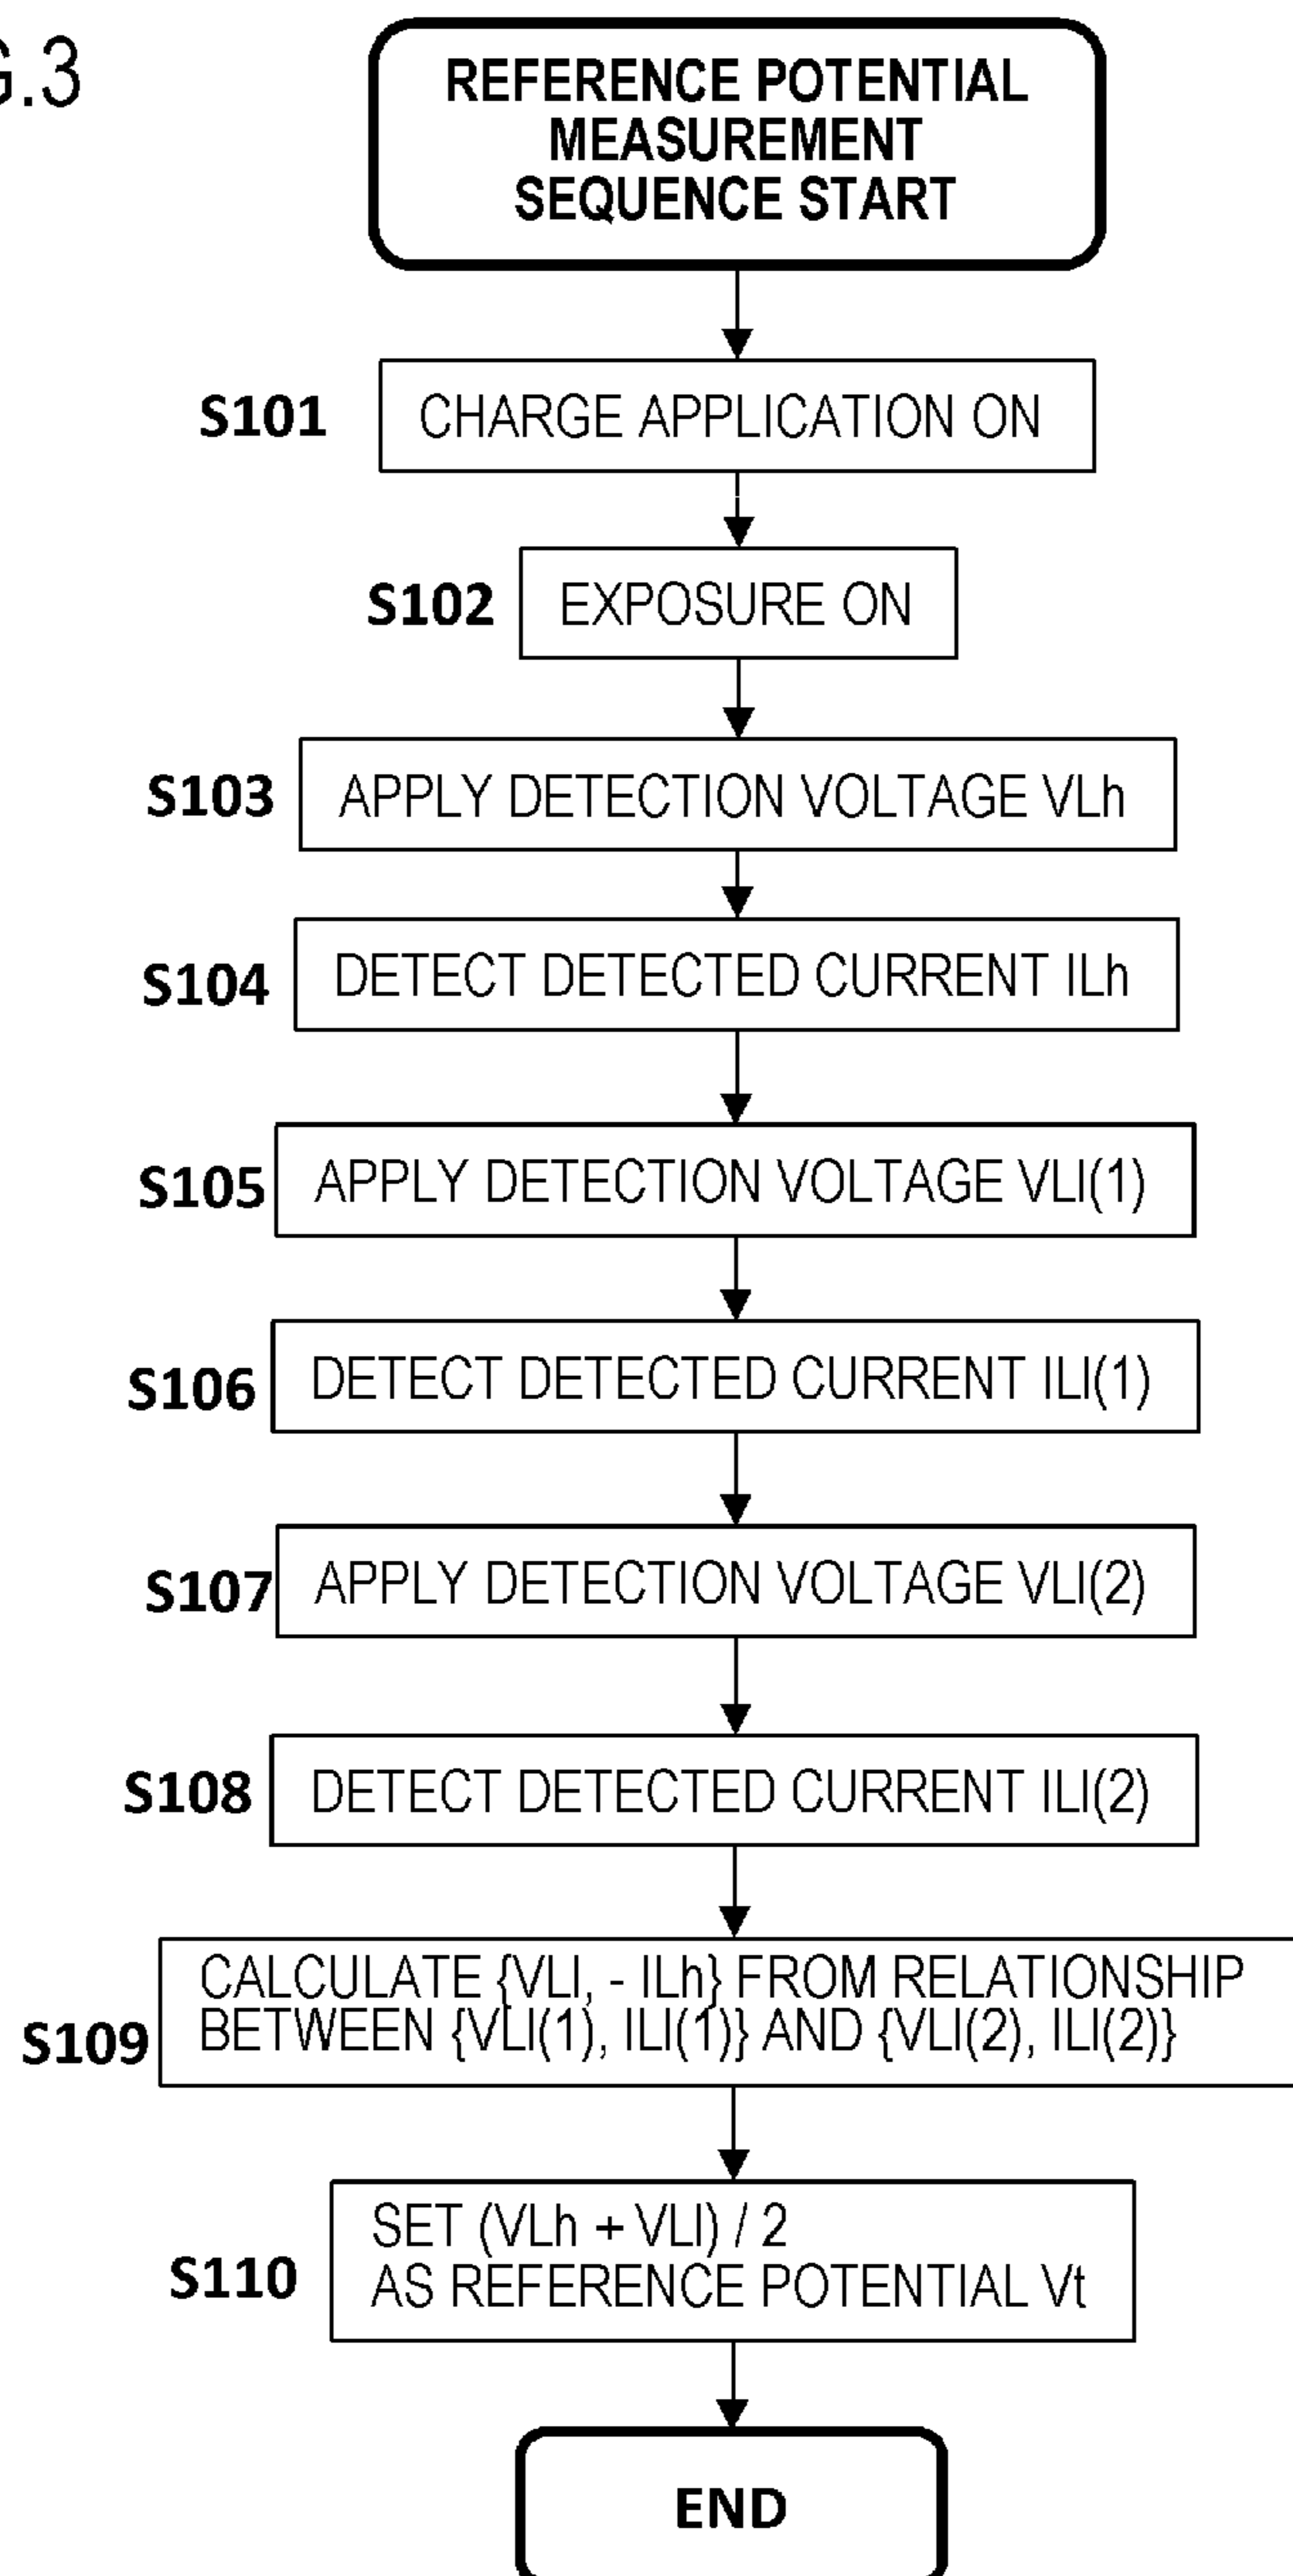 G.3
REFERENCE POTENTIAL
MEASUREMENT
SEQUENCE START
S101
CHARGE APPLICATION ON
S102
EXPOSURE ON
S103
APPLY DETECTION VOLTAGE VLh
S104
DETECT DETECTED CURRENT ILh
S105
APPLY DETECTION VOLTAGE VLl(1)
S106
DETECT DETECTED CURRENT ILl(1)
S107
APPLY DETECTION VOLTAGE VLl(2)
S108
DETECT DETECTED CURRENT ILl(2)
S109
CALCULATE {VLl, - ILh} FROM RELATIONSHIP
BETWEEN {VLl(1), ILl(1)} AND {VLl(2), ILl(2)}
S110
SET (VLh + VLl) / 2
AS REFERENCE POTENTIAL Vt
END